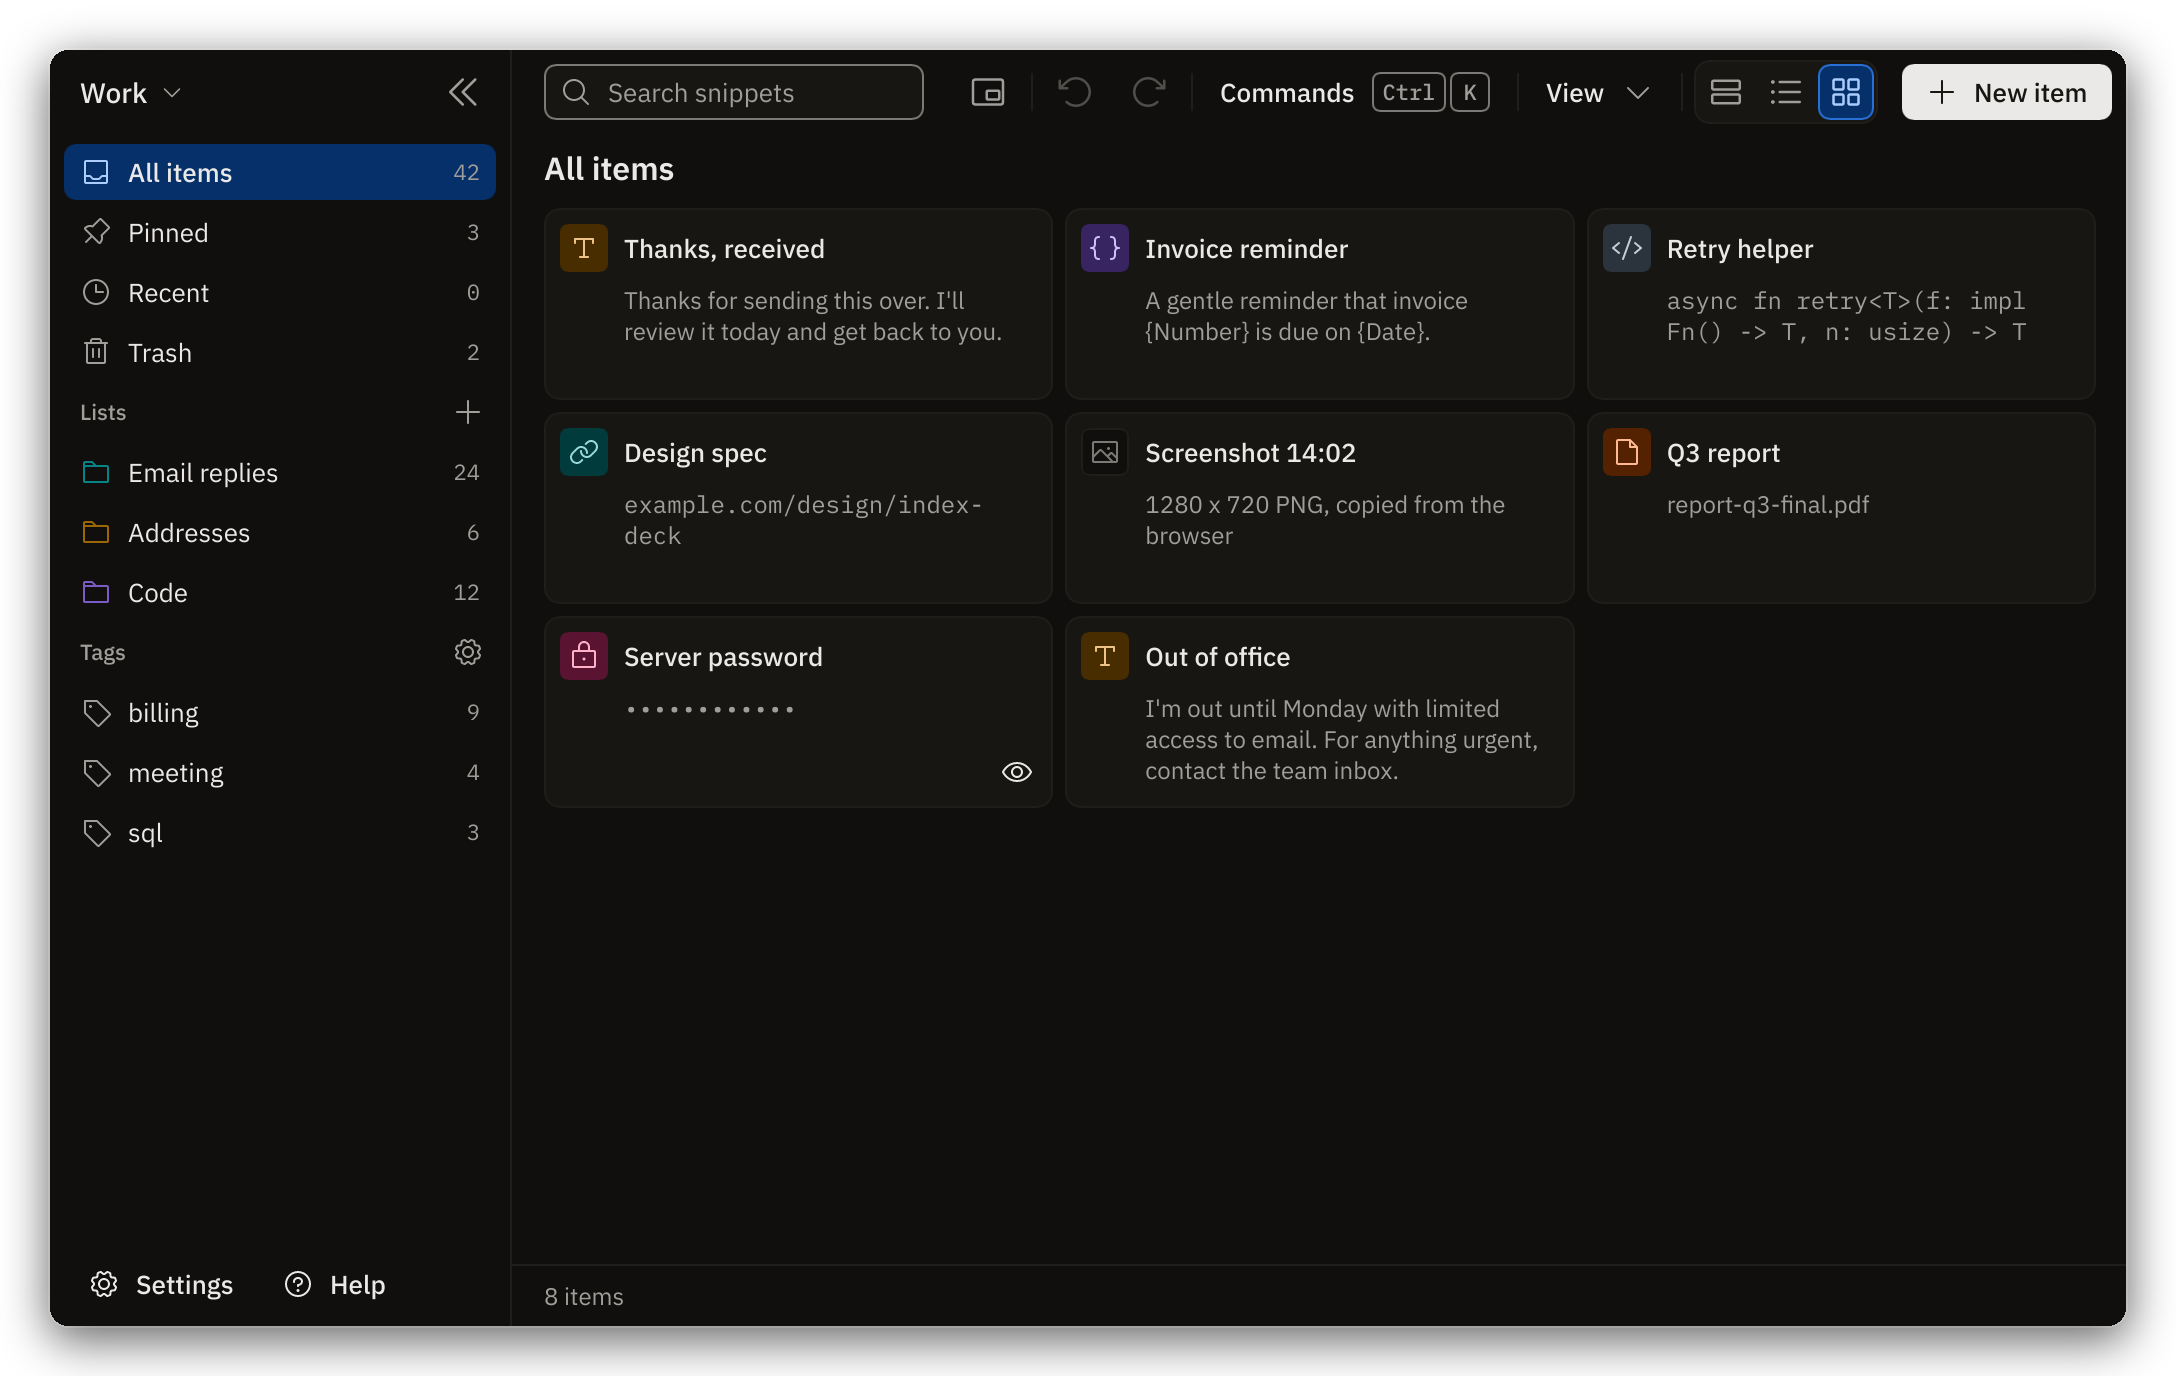 Work
All items 42
Pinned 3
Recent 0
Trash 2
Lists
Email replies 24
Addresses 6
Code 12
Tags
billing 9
meeting 4
sql 3
Settings
Help
Search snippets
Commands Ctrl K
View
New item
All items
Thanks, received
Thanks for sending this over. I'll
review it today and get back to you.
Invoice reminder
A gentle reminder that invoice
{Number} is due on {Date}.
Retry helper
async fn retry<T>(f: impl
Fn() -> T, n: usize) -> T
Design spec
example.com/design/index-
deck
Screenshot 14:02
1280 x 720 PNG, copied from the
browser
Q3 report
report-q3-final.pdf
Server password
••••••••••••
Out of office
I'm out until Monday with limited
access to email. For anything urgent,
contact the team inbox.
8 items